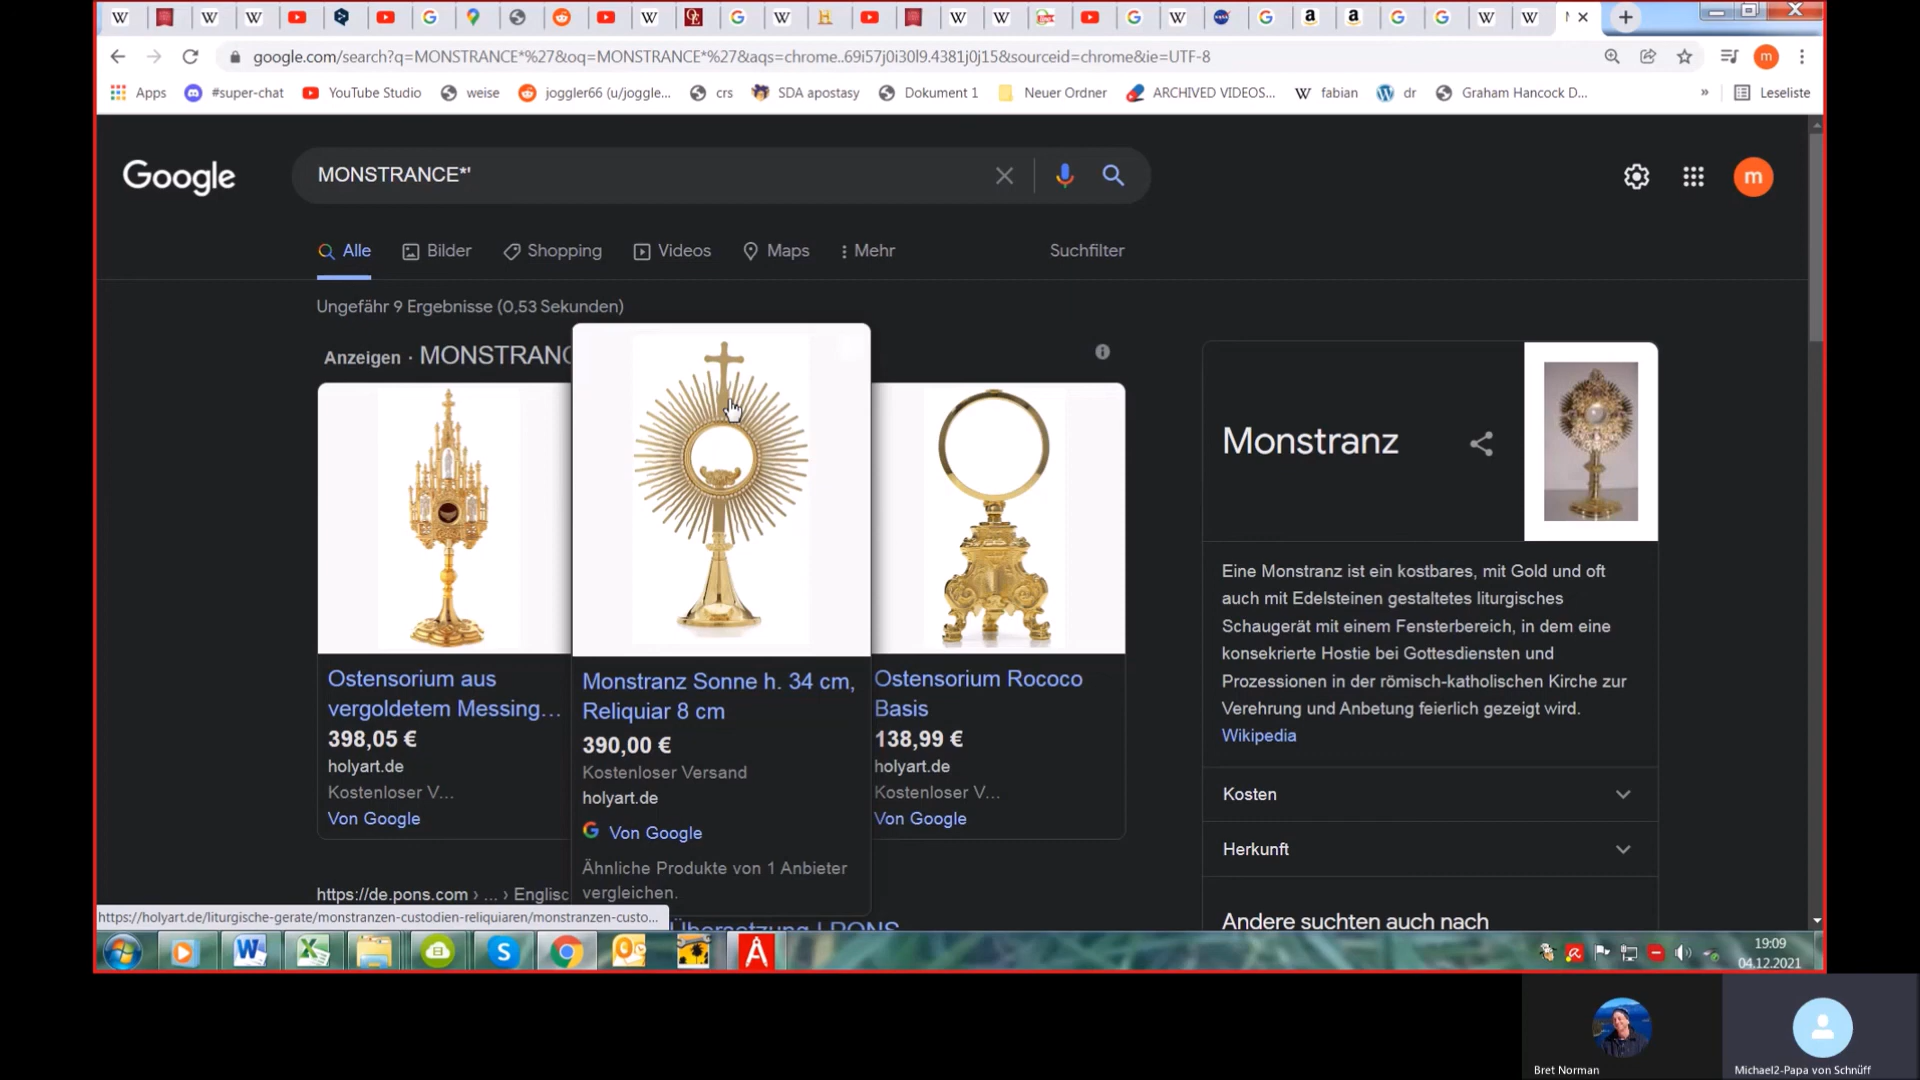 google.com/search?q=MONSTRANCE*%27&oq=MONSTRANCE*%27&aqs=chrome..69i57j0i30l9.4381j0j15&sourceid=chrome&ie=UTF-8
m
Apps
#super-chat
YouTube Studio
weise
joggler66 (u/joggle...
crs
SDA apostasy
Dokument 1
Neuer Ordner
ARCHIVED VIDEOS...
fabian
dr
Graham Hancock D...
»
Leseliste
Google
MONSTRANCE*'
m
Alle
Bilder
Shopping
Videos
Maps
Mehr
Suchfilter
Ungefähr 9 Ergebnisse (0,53 Sekunden)
Anzeigen · MONSTRANC
Ostensorium aus
vergoldetem Messing...
398,05 €
holyart.de
Kostenloser V...
Von Google
Monstranz Sonne h. 34 cm,
Reliquiar 8 cm
390,00 €
Kostenloser Versand
holyart.de
Von Google
Ähnliche Produkte von 1 Anbieter
vergleichen.
Ostensorium Rococo
Basis
138,99 €
holyart.de
Kostenloser V...
Von Google
Monstranz
Eine Monstranz ist ein kostbares, mit Gold und oft
auch mit Edelsteinen gestaltetes liturgisches
Schaugerät mit einem Fensterbereich, in dem eine
konsekrierte Hostie bei Gottesdiensten und
Prozessionen in der römisch-katholischen Kirche zur
Verehrung und Anbetung feierlich gezeigt wird.
Wikipedia
Kosten
Herkunft
Andere suchten auch nach
https://de.pons.com › ... › Englisc
Übersetzung | PONS
https://holyart.de/liturgische-gerate/monstranzen-custodien-reliquiaren/monstranzen-custo...
19:09
04.12.2021
Bret Norman
Michael2-Papa von Schnüff